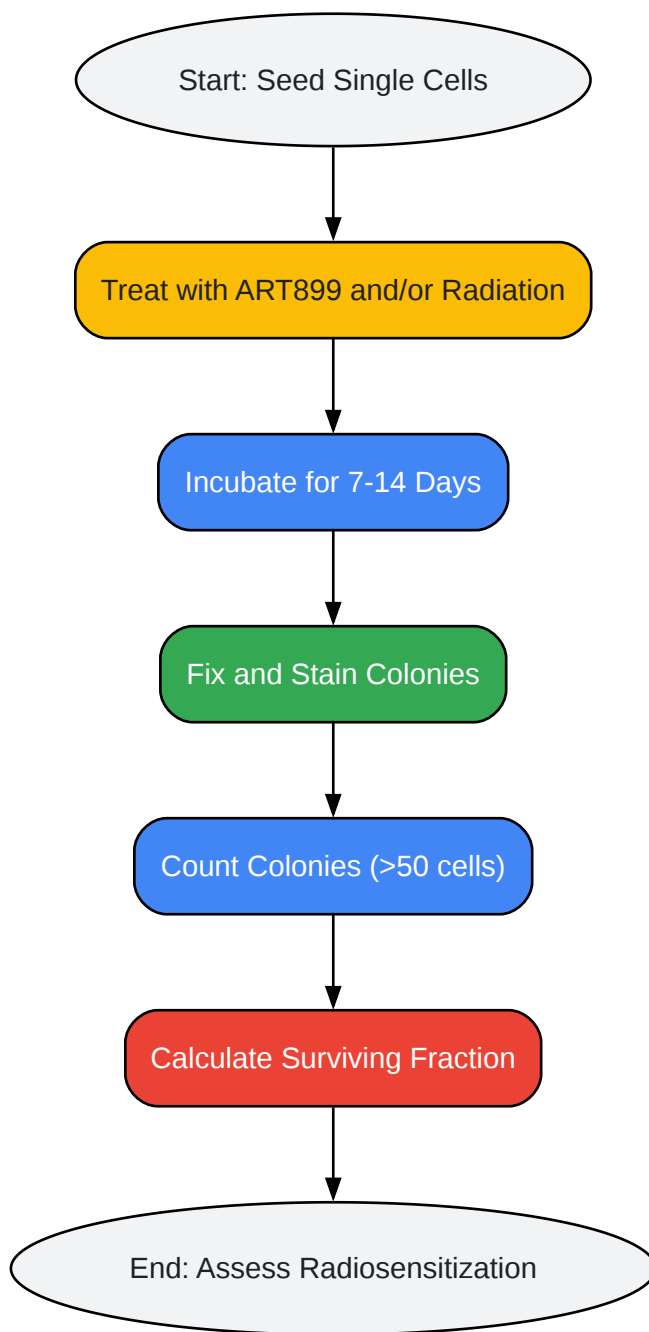 Start: Seed Single Cells
Treat with ART899 and/or Radiation
Incubate for 7-14 Days
Fix and Stain Colonies
Count Colonies (>50 cells)
Calculate Surviving Fraction
End: Assess Radiosensitization